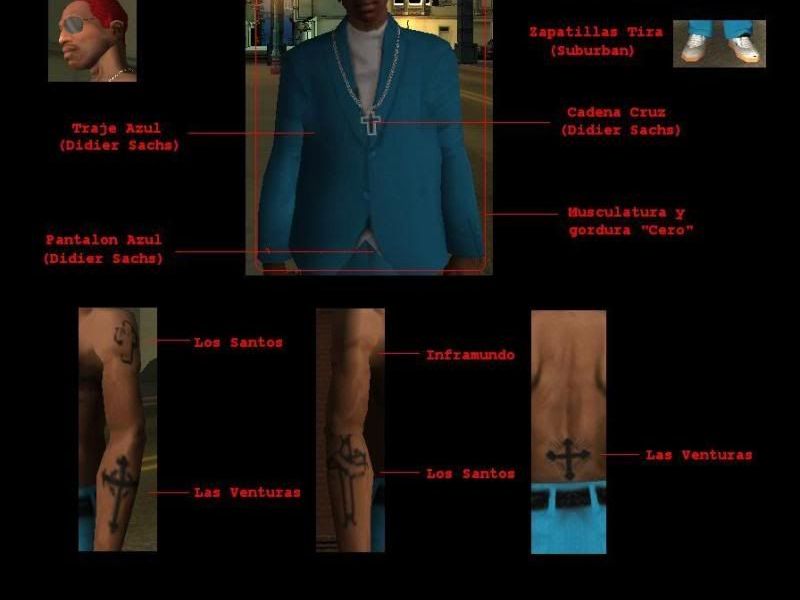 Zapatillas Tira
(Suburban)
Traje Azul
(Didier Sachs)
Cadena Cruz
(Didier Sachs)
Musculatura y
gordura "Cero"
Pantalon Azul
(Didier Sachs)
Los Santos
Inframundo
Las Venturas
Los Santos
Las Venturas